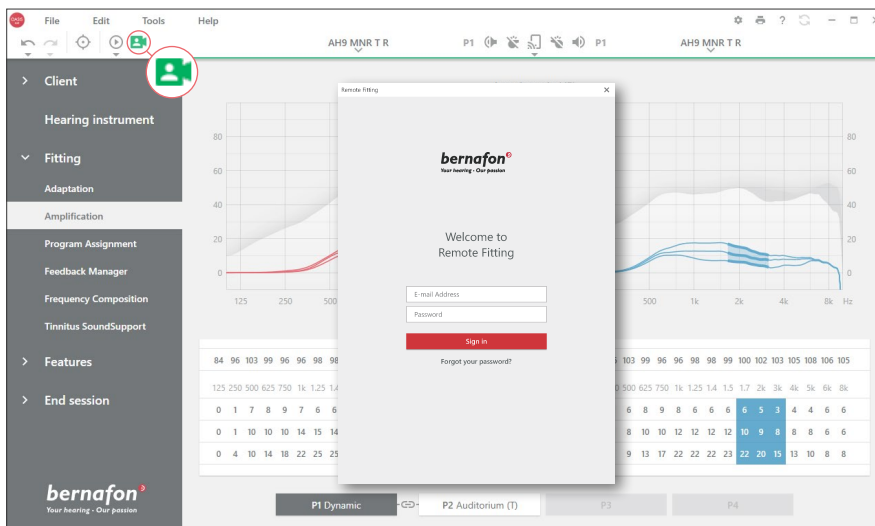 OASIS
File Edit Tools Help
AH9 MNR T R P1 P1 AH9 MNR T R
Client
Hearing instrument
Fitting
Adaptation
Amplification
Program Assignment
Feedback Manager
Frequency Composition
Tinnitus SoundSupport
Features
End session
bernafon
Your hearing · Our passion
80
60
40
20
0
125 250 500
Remote Fitting
bernafon
Your hearing · Our passion
Welcome to
Remote Fitting
E-mail Address
Password
Sign in
Forgot your password?
80
60
40
20
0
500 1k 2k 4k 8k Hz
84 96 103 99 96 96 98 98
125 250 500 625 750 1k 1.25 1.4
0 1 7 8 9 7 6 6
0 1 10 10 10 14 15 14
0 4 10 14 18 22 25 25
103 99 96 96 98 98 99 100 102 103 105 108 106 105
500 625 750 1k 1.25 1.4 1.5 1.7 2k 3k 4k 5k 6k 8k
6 8 9 8 6 6 6 6 5 3 4 4 6 6
8 10 10 12 12 12 12 10 9 8 8 8 6 6
9 13 17 22 22 22 23 22 20 15 13 10 8 8
P1 Dynamic P2 Auditorium (T) P3 P4